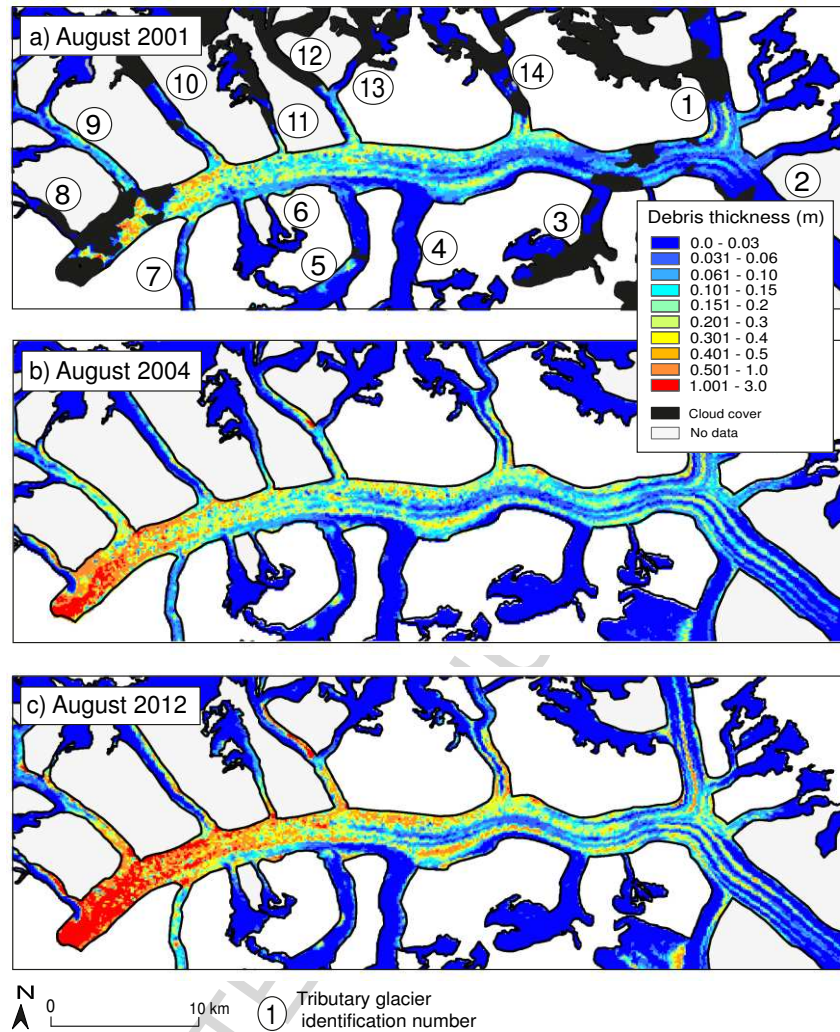 a) August 2001
12
10
13
14
1
11
9
8
2
6
3
4
5
7
Debris thickness (m)
0.0 - 0.03
0.031 - 0.06
0.061 - 0.10
0.101 - 0.15
0.151 - 0.2
0.201 - 0.3
0.301 - 0.4
0.401 - 0.5
0.501 - 1.0
1.001 - 3.0
Cloud cover
No data
b) August 2004
c) August 2012
N
0 10 km
1 Tributary glacier
identification number